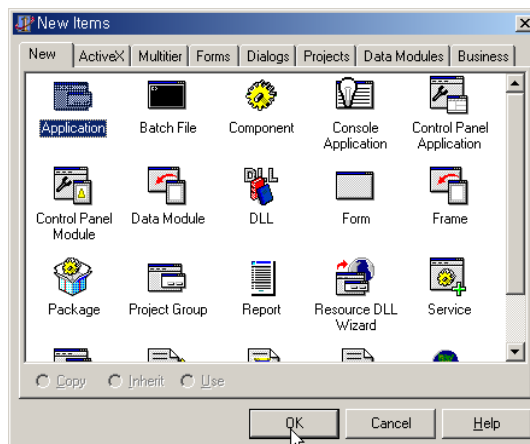 New Items
New ActiveX Multitier Forms Dialogs Projects Data Modules Business
Application Batch File Component Console Application Control Panel Application
Control Panel Module Data Module DLL Form Frame
Package Project Group Report Resource DLL Wizard Service
Copy Inherit Use
OK Cancel Help